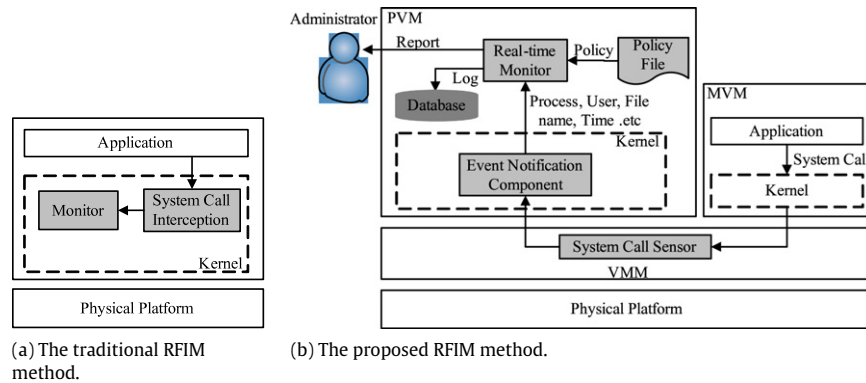 Application
Monitor
System Call
Interception
Kernel
Physical Platform
(a) The traditional RFIM
method.
Administrator
PVM
Report
Real-time
Monitor
Policy
Policy
File
Log
Database
Process, User, File
name, Time .etc
Kernel
Event Notification
Component
MVM
Application
System Cal
Kernel
System Call Sensor
VMM
Physical Platform
(b) The proposed RFIM method.